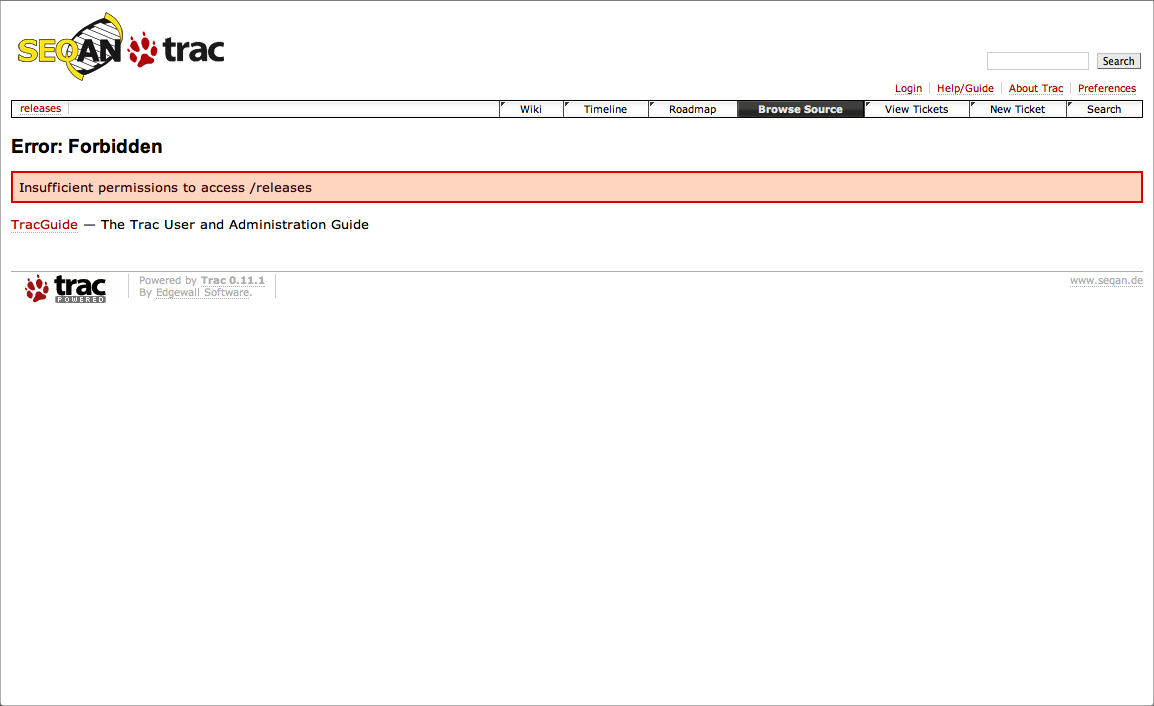 SEQAN trac
Search
Login Help/Guide About Trac Preferences
releases Wiki Timeline Roadmap Browse Source View Tickets New Ticket Search
Error: Forbidden
Insufficient permissions to access /releases
TracGuide — The Trac User and Administration Guide
trac POWERED
Powered by Trac 0.11.1
By Edgewall Software.
www.seqan.de